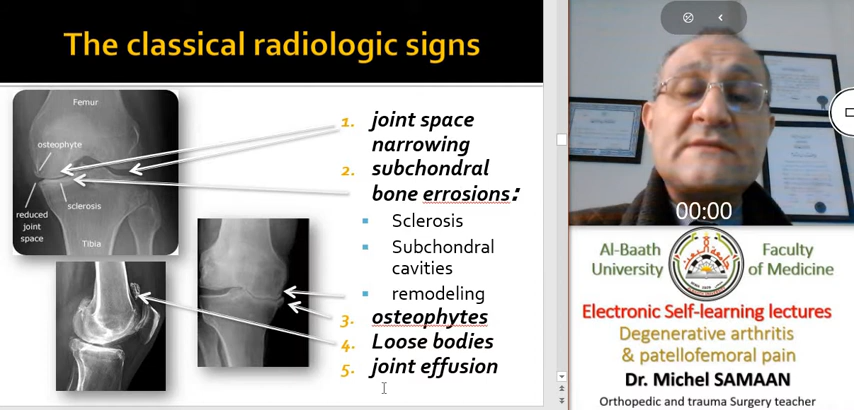 The classical radiologic signs
Femur
osteophyte
sclerosis
reduced
joint
space
Tibia
1. joint space
narrowing
2. subchondral
bone errosions:
Sclerosis
Subchondral
cavities
remodeling
3. osteophytes
4. Loose bodies
5. joint effusion
00:00
Al-Baath
University
Faculty
of Medicine
Electronic Self-learning lectures
Degenerative arthritis
& patellofemoral pain
Dr. Michel SAMAAN
Orthopedic and trauma Surgery teacher